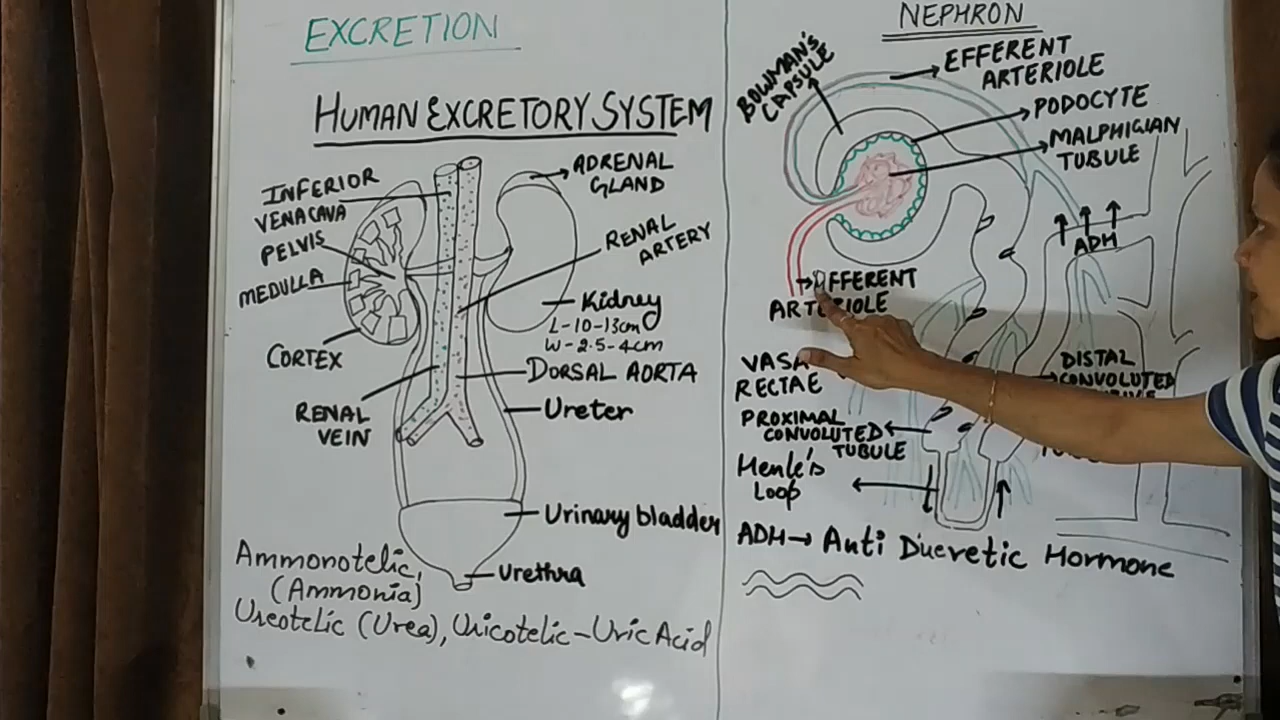 EXCRETION
HUMAN EXCRETORY SYSTEM
INFERIOR
VENACAVA
PELVIS
MEDULLA
CORTEX
RENAL
VEIN
ADRENAL
GLAND
RENAL
ARTERY
Kidney
L-10-13cm
W-2.5-4cm
DORSAL AORTA
Ureter
Urinary bladder
Urethra
Ammonotelic,
(Ammonia)
Ureotelic (Urea), Uricotelic-Uric Acid
NEPHRON
BOWMAN'S
CAPSULE
EFFERENT
ARTERIOLE
PODOCYTE
MALPHIGIAN
TUBULE
ADH
ARTERIOLE
VASA
RECTAE
PROXIMAL
CONVOLUTED
TUBULE
Henle's
Loop
DISTAL
CONVOLUTED
ADH→ Anti Diueretic Hormone